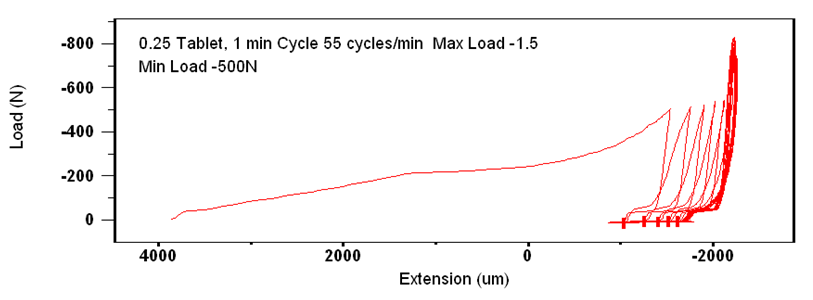 0.25 Tablet, 1 min Cycle 55 cycles/min  Max Load -1.5
Min Load -500N
Load (N)
-800
-600
-400
-200
0
4000
2000
0
-2000
Extension (um)